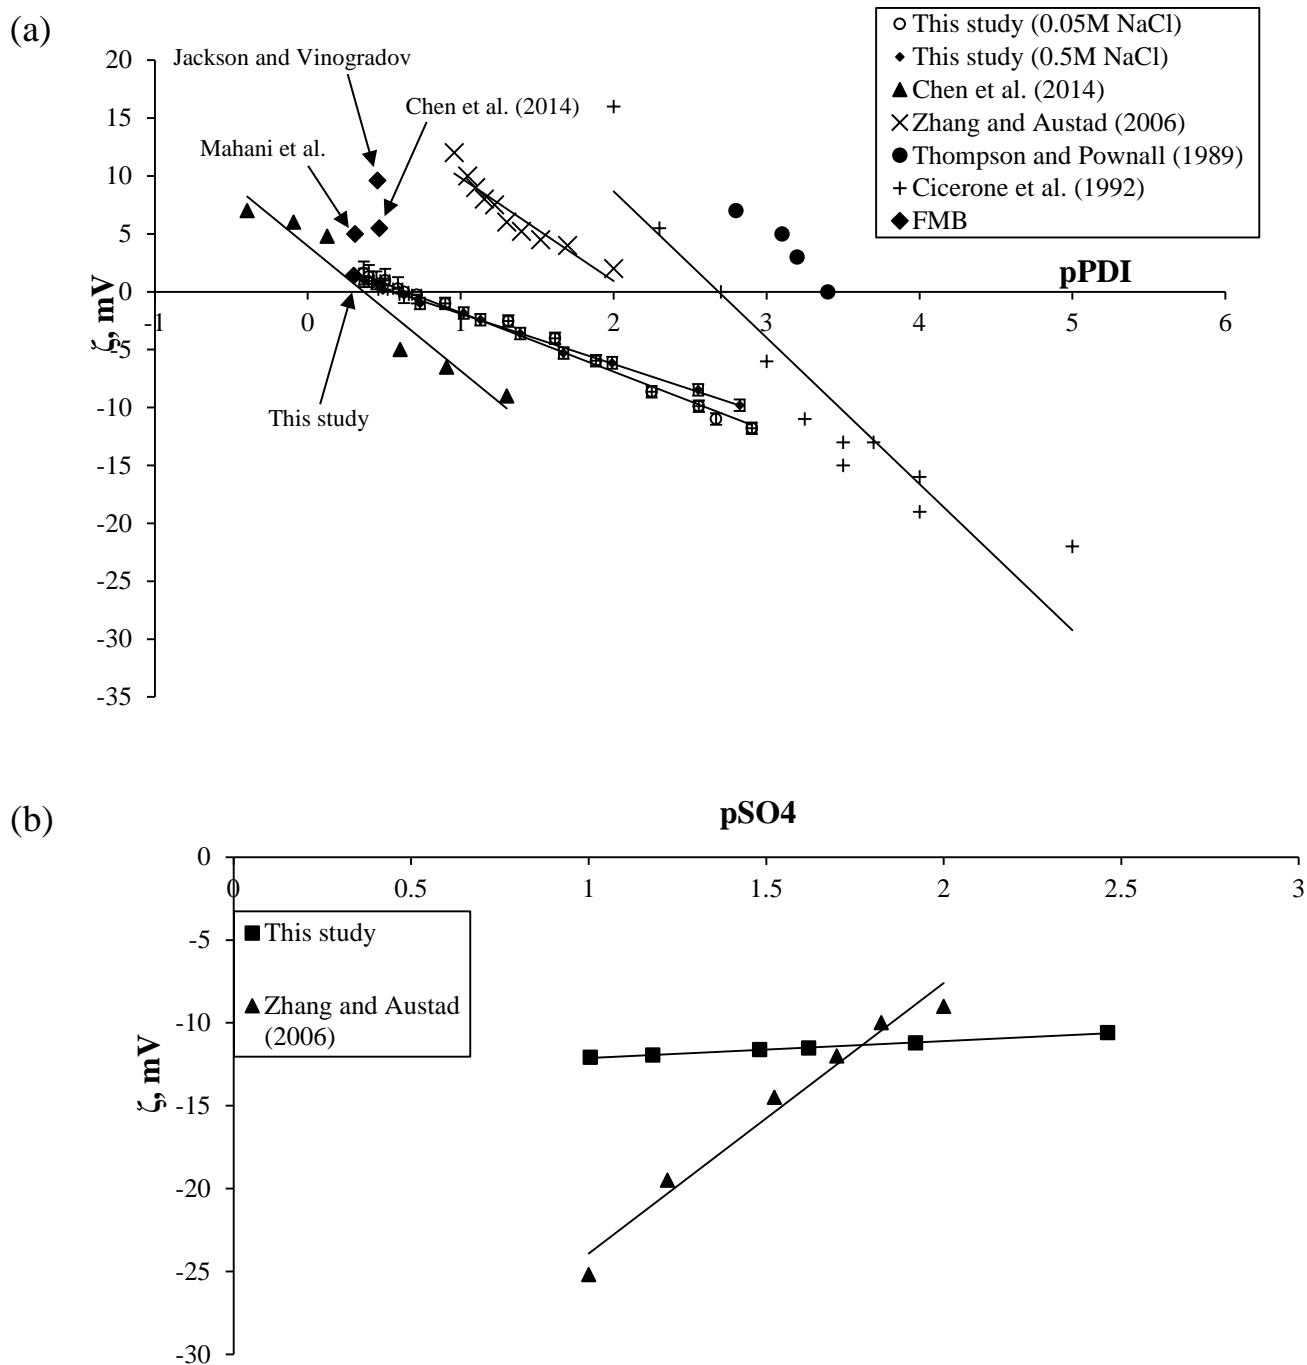 (a)
This study (0.05M NaCl)
This study (0.5M NaCl)
Chen et al. (2014)
Zhang and Austad (2006)
Thompson and Pownall (1989)
Cicerone et al. (1992)
FMB
Jackson and Vinogradov
Chen et al. (2014)
Mahani et al.
This study
pPDI
ζ, mV
20
15
10
5
0
-5
-10
-15
-20
-25
-30
-35
-1
0
1
2
3
4
5
6
(b)
pSO4
0
0.5
1
1.5
2
2.5
3
This study
Zhang and Austad
(2006)
ζ, mV
0
-5
-10
-15
-20
-25
-30